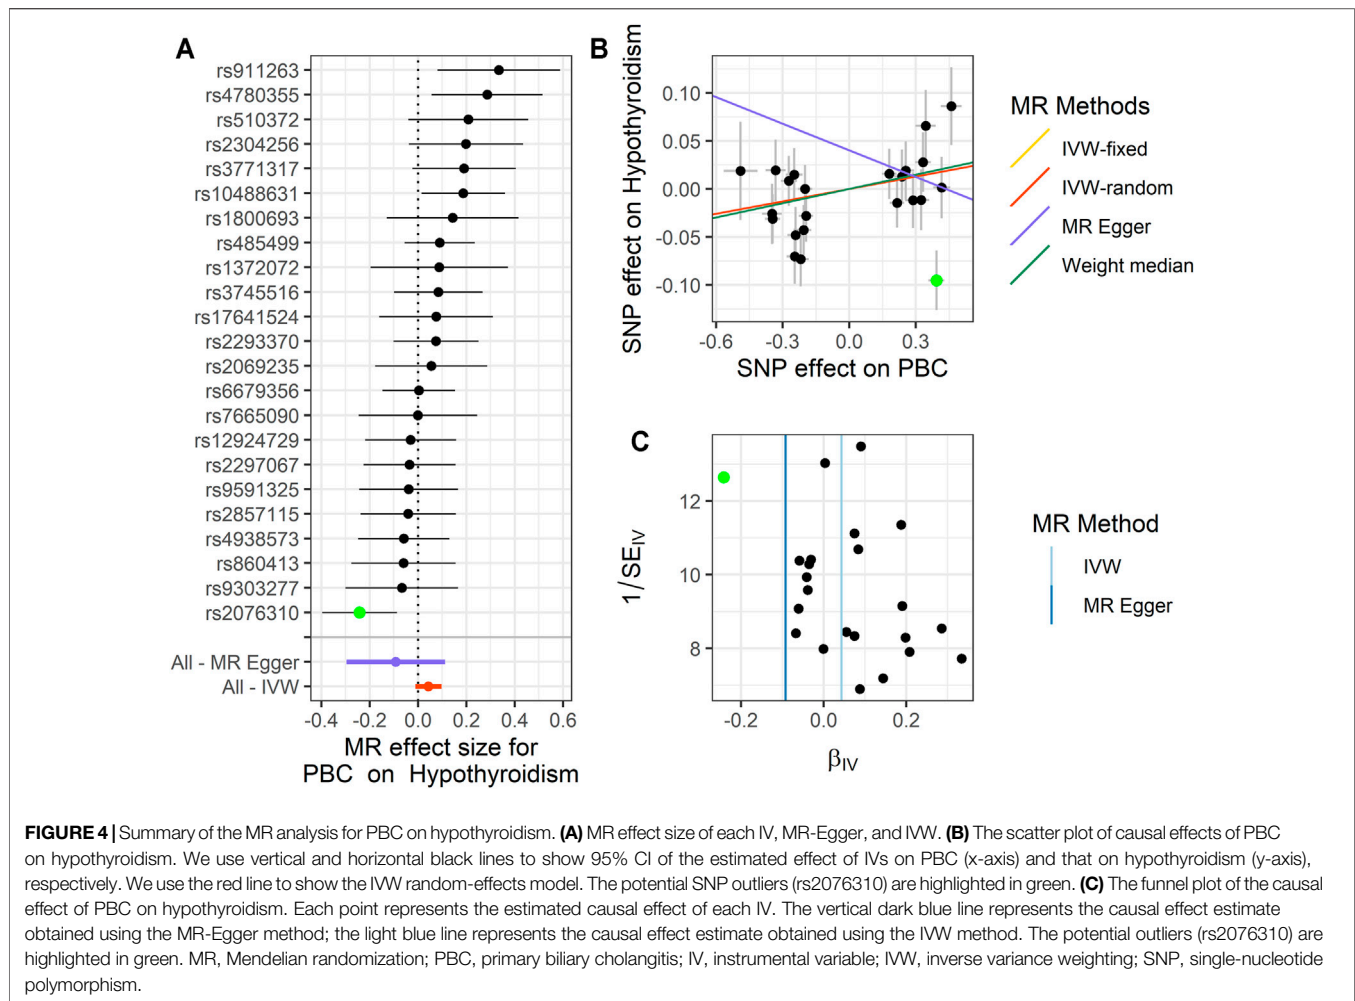 A
rs911263
rs4780355
rs510372
rs2304256
rs3771317
rs10488631
rs1800693
rs485499
rs1372072
rs3745516
rs17641524
rs2293370
rs2069235
rs6679356
rs7665090
rs12924729
rs2297067
rs9591325
rs2857115
rs4938573
rs860413
rs9303277
rs2076310
All - MR Egger
All - IVW
-0.4 -0.2 0.0 0.2 0.4 0.6
MR effect size for
PBC on Hypothyroidism
B
SNP effect on Hypothyroidism
0.10
0.05
0.00
-0.05
-0.10
-0.6 -0.3 0.0 0.3
SNP effect on PBC
MR Methods
IVW-fixed
IVW-random
MR Egger
Weight median
C
1/SE_IV
12
10
8
-0.2 0.0 0.2
β_IV
MR Method
IVW
MR Egger
FIGURE 4 | Summary of the MR analysis for PBC on hypothyroidism. (A) MR effect size of each IV, MR-Egger, and IVW. (B) The scatter plot of causal effects of PBC
on hypothyroidism. We use vertical and horizontal black lines to show 95% CI of the estimated effect of IVs on PBC (x-axis) and that on hypothyroidism (y-axis),
respectively. We use the red line to show the IVW random-effects model. The potential SNP outliers (rs2076310) are highlighted in green. (C) The funnel plot of the causal
effect of PBC on hypothyroidism. Each point represents the estimated causal effect of each IV. The vertical dark blue line represents the causal effect estimate
obtained using the MR-Egger method; the light blue line represents the causal effect estimate obtained using the IVW method. The potential outliers (rs2076310) are
highlighted in green. MR, Mendelian randomization; PBC, primary biliary cholangitis; IV, instrumental variable; IVW, inverse variance weighting; SNP, single-nucleotide
polymorphism.